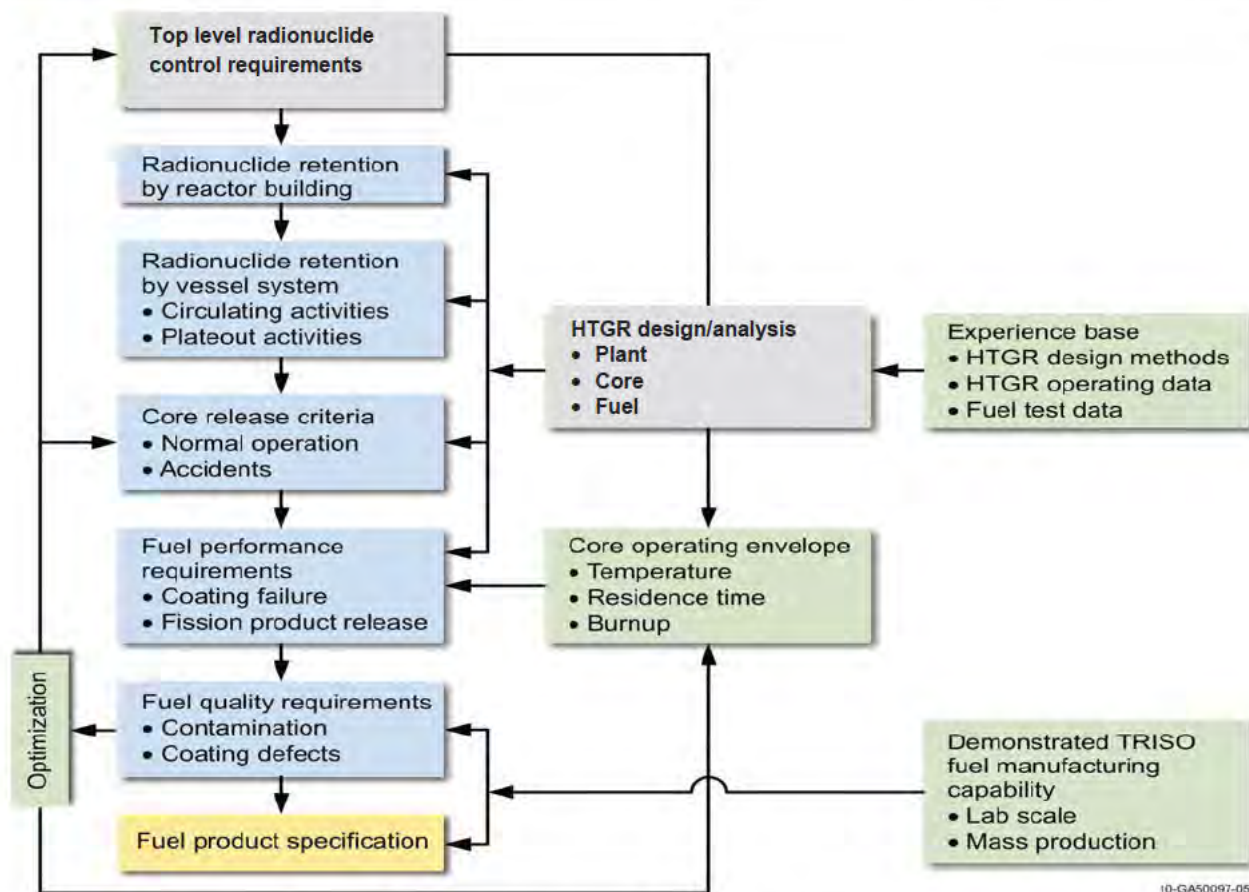 Top level radionuclide
control requirements
Radionuclide retention
by reactor building
Radionuclide retention
by vessel system
• Circulating activities
• Plateout activities
HTGR design/analysis
• Plant
• Core
• Fuel
Experience base
• HTGR design methods
• HTGR operating data
• Fuel test data
Core release criteria
• Normal operation
• Accidents
Fuel performance
requirements
• Coating failure
• Fission product release
Core operating envelope
• Temperature
• Residence time
• Burnup
Optimization
Fuel quality requirements
• Contamination
• Coating defects
Demonstrated TRISO
fuel manufacturing
capability
• Lab scale
• Mass production
Fuel product specification
10-GA50097-05